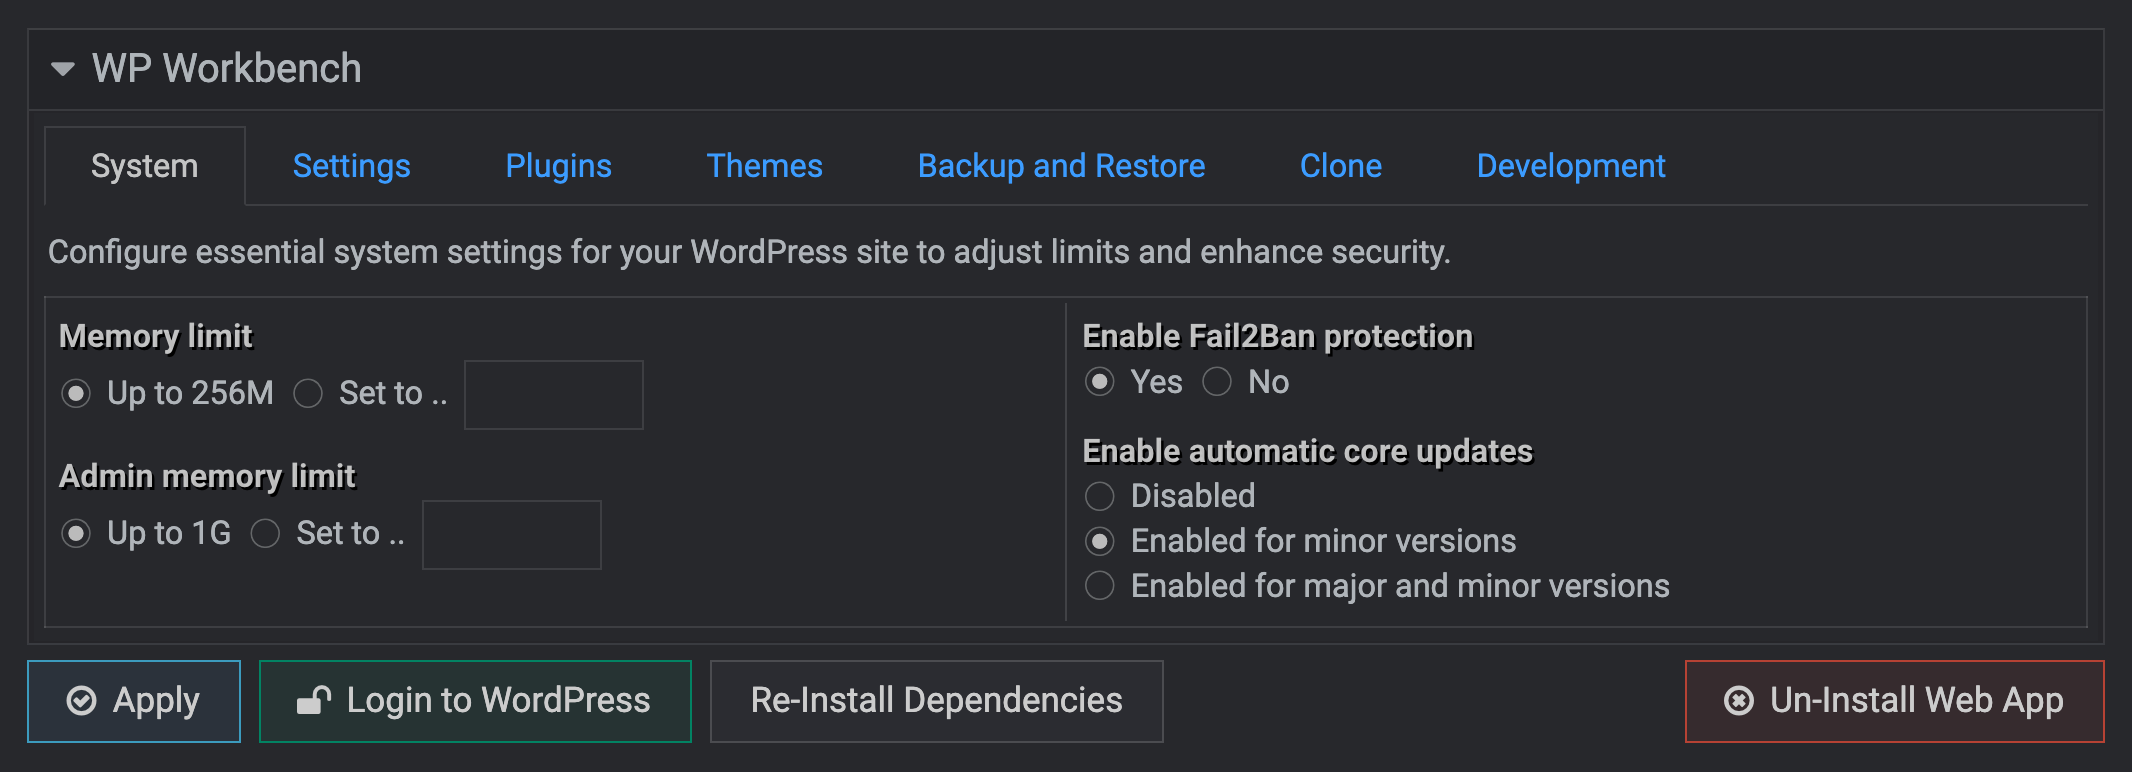 WP Workbench
System Settings Plugins Themes Backup and Restore Clone Development
Configure essential system settings for your WordPress site to adjust limits and enhance security.
Memory limit
Up to 256M Set to ..
Admin memory limit
Up to 1G Set to ..
Enable Fail2Ban protection
Yes No
Enable automatic core updates
Disabled
Enabled for minor versions
Enabled for major and minor versions
Apply Login to WordPress Re-Install Dependencies Un-Install Web App